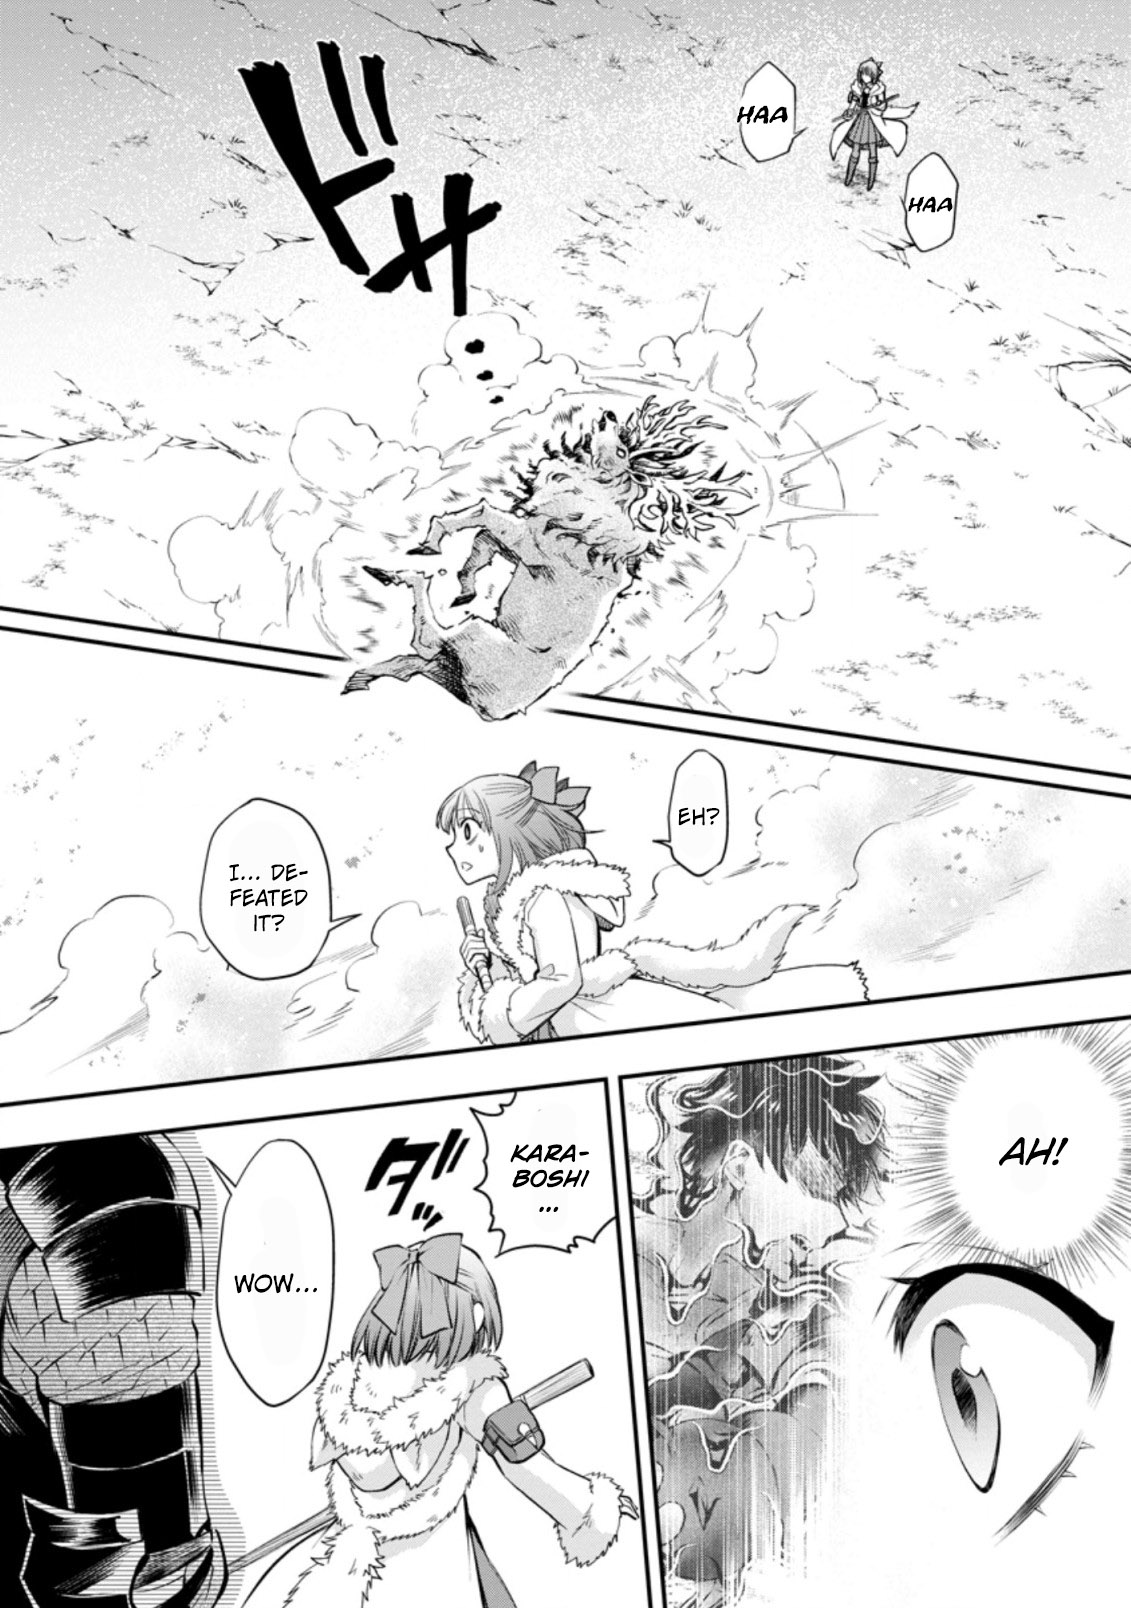 HAA
HAA
ドサ
EH?
I... DE-
FEATED
IT?
AH!
KARA-
BOSHI
...
ダッ
WOW...